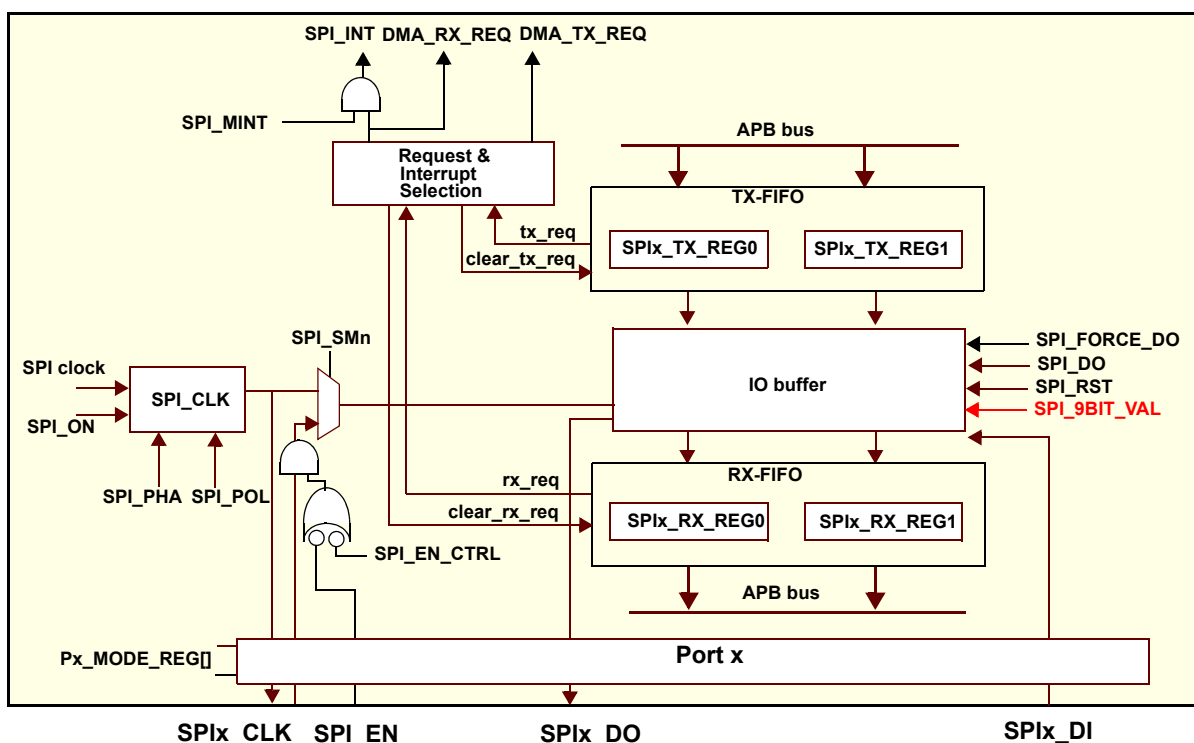 SPI_INT DMA_RX_REQ DMA_TX_REQ
SPI_MINT
APB bus
Request &
Interrupt
Selection
TX-FIFO
tx_req
SPIx_TX_REG0
SPIx_TX_REG1
clear_tx_req
SPI_SMn
SPI_FORCE_DO
SPI clock
SPI_DO
IO buffer
SPI_CLK
SPI_RST
SPI_9BIT_VAL
SPI_ON
RX-FIFO
rx_req
SPI_PHA SPI_POL
clear_rx_req
SPIx_RX_REG0
SPIx_RX_REG1
SPI_EN_CTRL
APB bus
Px_MODE_REG[]
Port x
SPIx_CLK SPI_EN SPIx_DO SPIx_DI